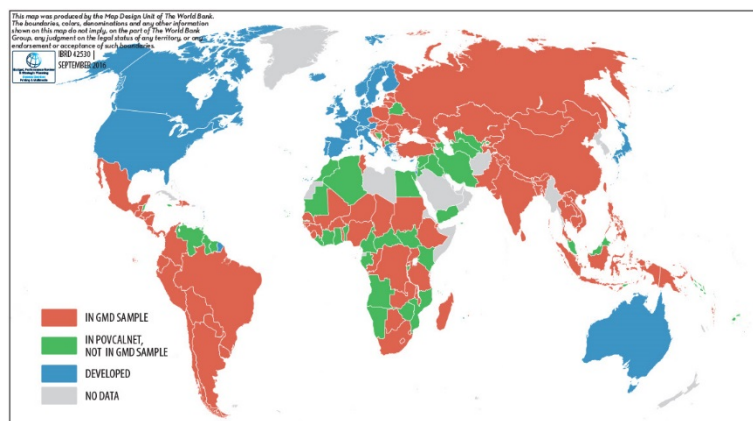 This map was produced by the Map Design Unit of The World Bank.
The boundaries, colors, denominations and any other information
shown on this map do not imply, on the part of The World Bank
Group, any judgment on the legal status of any territory, or any
endorsement or acceptance of such boundaries.
IBRD 42530 |
SEPTEMBER 2016
IN GMD SAMPLE
IN POVCALNET,
NOT IN GMD SAMPLE
DEVELOPED
NO DATA